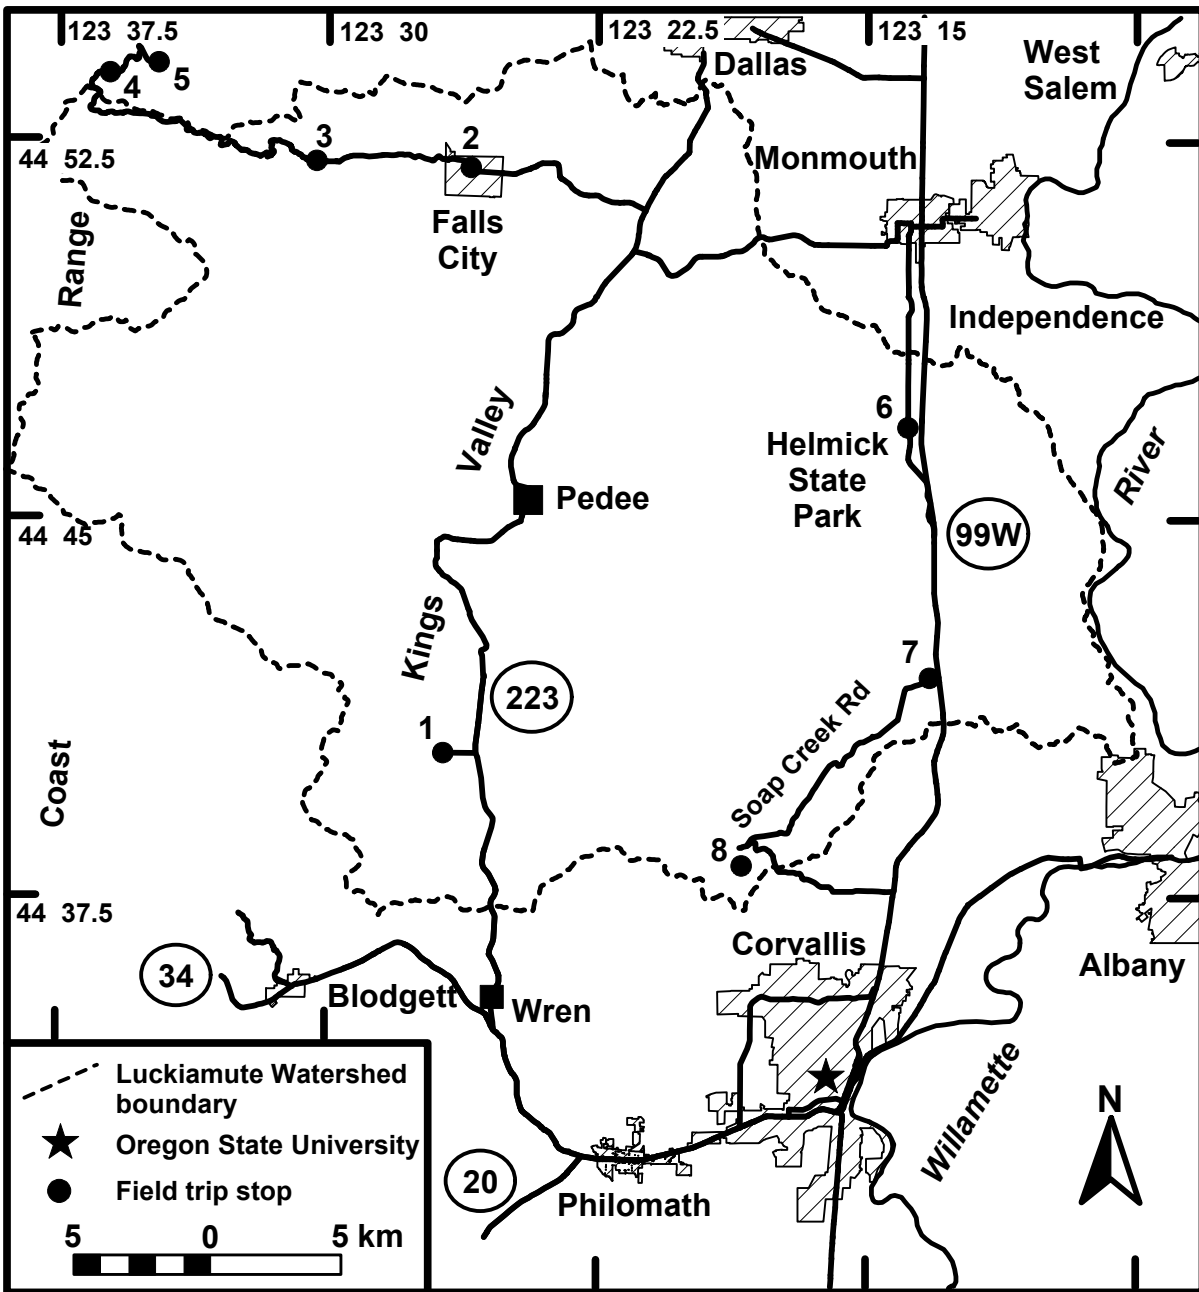 123 37.5
123 30
123 22.5
123 15
West
Salem
Dallas
4
5
3
2
44 52.5
Monmouth
Falls
City
Range
Independence
Valley
6
Helmick
State
Park
River
Pedee
44 45
99W
Kings
7
223
1
Soap Creek Rd
Coast
8
44 37.5
Corvallis
Albany
34
Blodgett
Wren
Willamette
Luckiamute Watershed
boundary
Oregon State University
Field trip stop
5 0 5 km
20
Philomath
N